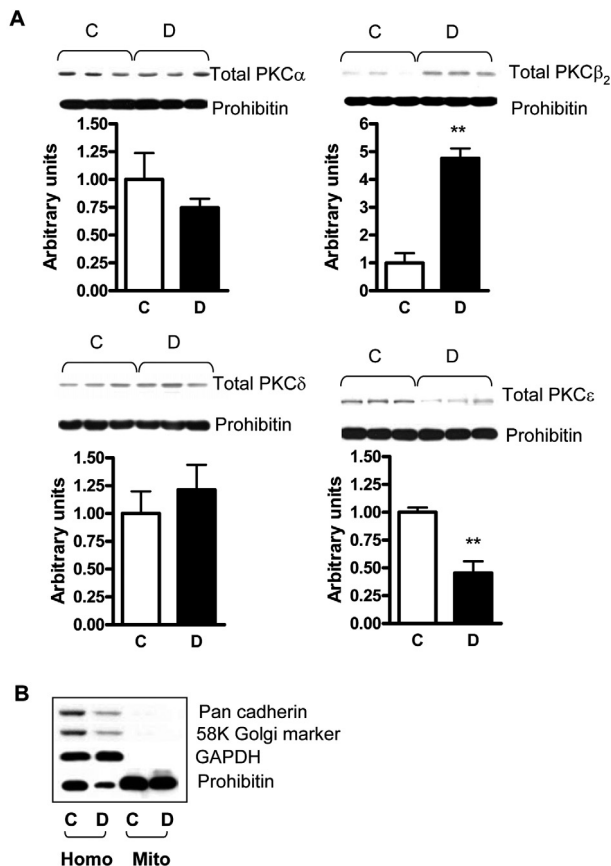 A
C D
Total PKCα
Prohibitin
Arbitrary units
1.50
1.25
1.00
0.75
0.50
0.25
0.00
C D
C D
Total PKCβ2
Prohibitin
**
Arbitrary units
6
5
4
3
2
1
0
C D
C D
Total PKCδ
Prohibitin
Arbitrary units
1.50
1.25
1.00
0.75
0.50
0.25
0.00
C D
C D
Total PKCε
Prohibitin
**
Arbitrary units
1.50
1.25
1.00
0.75
0.50
0.25
0.00
C D
B
Pan cadherin
58K Golgi marker
GAPDH
Prohibitin
C D C D
Homo Mito